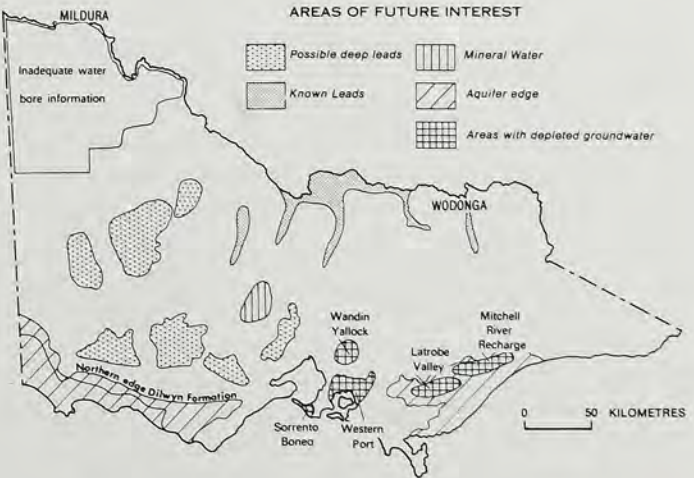 AREAS OF FUTURE INTEREST
MILDURA
Inadequate water
bore information
Possible deep leads
Known Leads
Mineral Water
Aquifer edge
Areas with depleted groundwater
WODONGA
Wandin
Yallock
Mitchell
River
Recharge
Latrobe
Valley
Northern edge Dilwyn Formation
Sorrento
Boneo
Western
Port
0 50 KILOMETRES